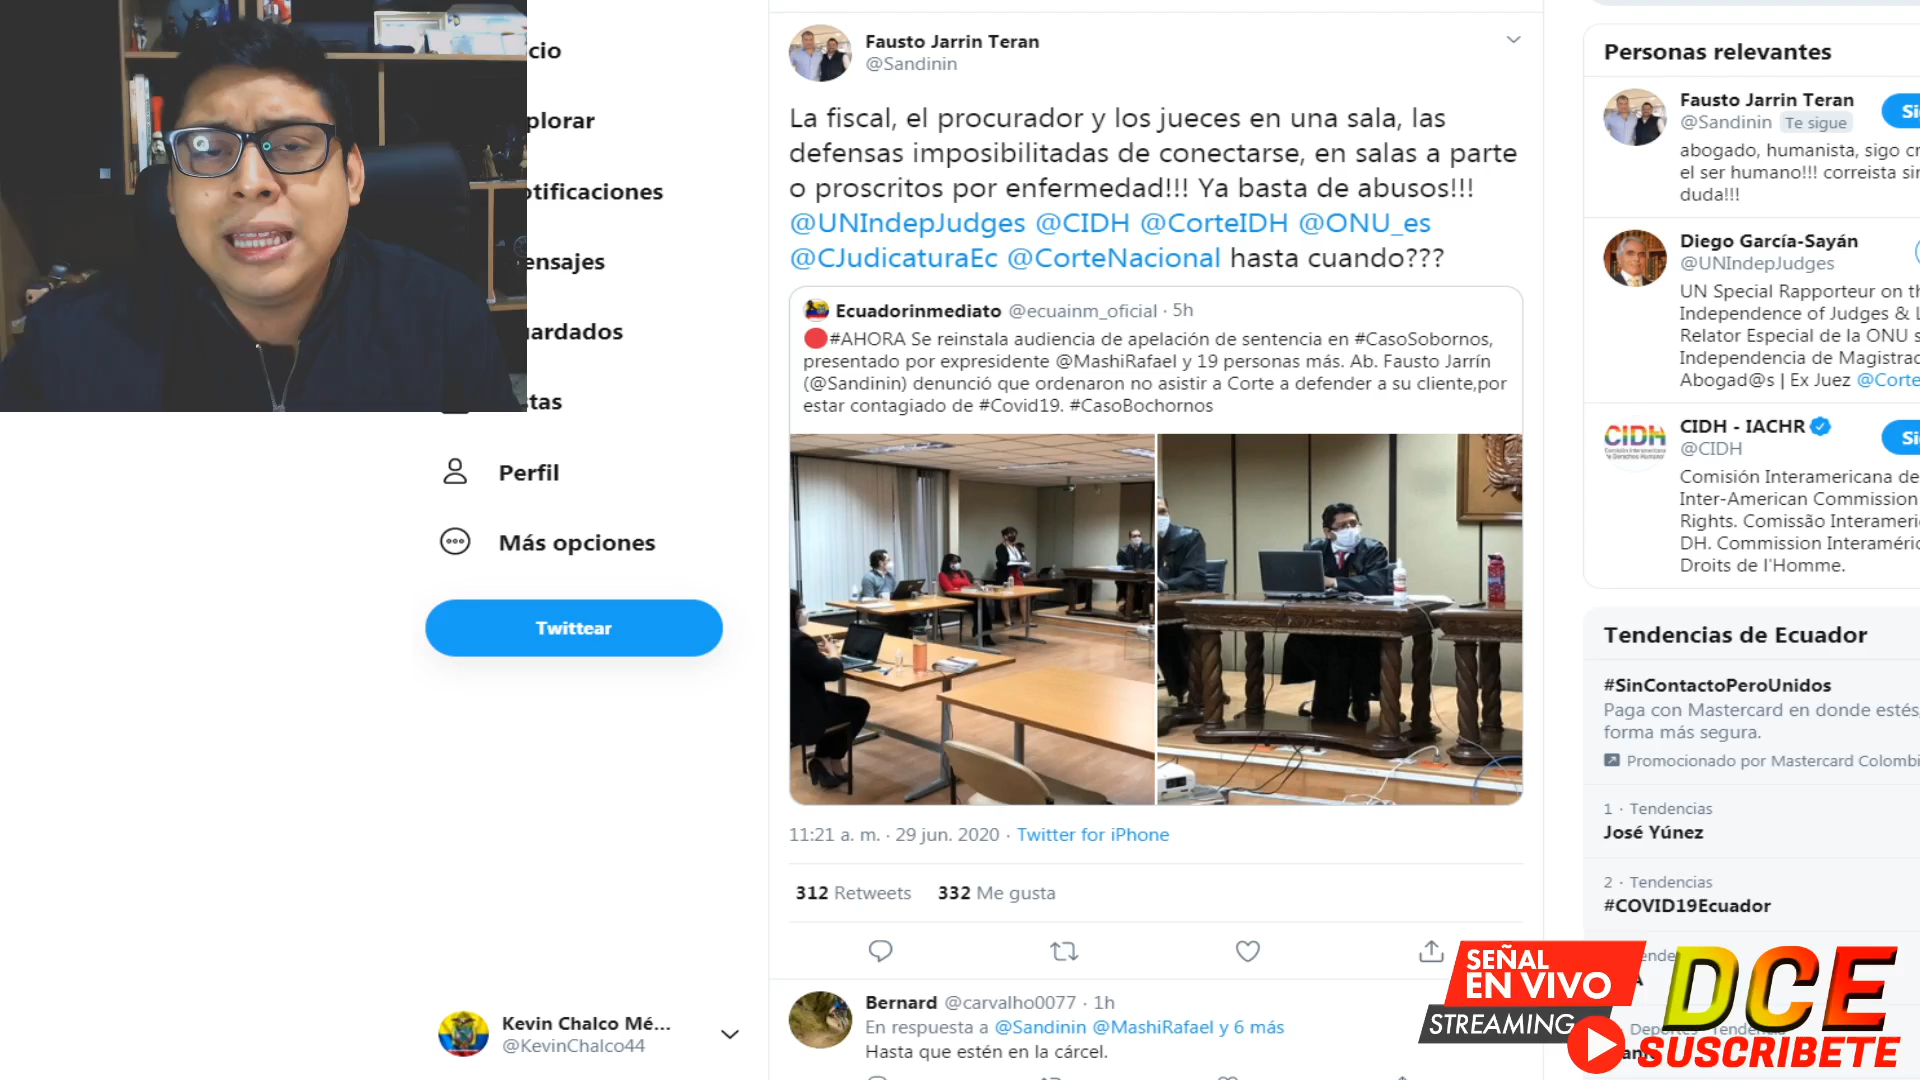 cio
plorar
otificaciones
ensajes
uardados
stas
Perfil
Más opciones
Twittear
Kevin Chalco Mé...
@KevinChalco44
Fausto Jarrin Teran
@Sandinin
La fiscal, el procurador y los jueces en una sala, las
defensas imposibilitadas de conectarse, en salas a parte
o proscritos por enfermedad!!! Ya basta de abusos!!!
@UNIndepJudges @CIDH @CorteIDH @ONU_es
@CJudicaturaEc @CorteNacional hasta cuando???
Ecuadorinmediato @ecuainm_oficial · 5h
#AHORA Se reinstala audiencia de apelación de sentencia en #CasoSobornos,
presentado por expresidente @MashiRafael y 19 personas más. Ab. Fausto Jarrín
(@Sandinin) denunció que ordenaron no asistir a Corte a defender a su cliente,por
estar contagiado de #Covid19. #CasoBochornos
11:21 a. m. · 29 jun. 2020 · Twitter for iPhone
312 Retweets 332 Me gusta
Bernard @carvalho0077 · 1h
En respuesta a @Sandinin @MashiRafael y 6 más
Hasta que estén en la cárcel.
Personas relevantes
Fausto Jarrin Teran
@Sandinin Te sigue
Si
abogado, humanista, sigo cr
el ser humano!!! correista sin
duda!!!
Diego García-Sayán
@UNIndepJudges
UN Special Rapporteur on th
Independence of Judges & L
Relator Especial de la ONU s
Independencia de Magistrad
Abogad@s | Ex Juez @Corte
CIDH
CIDH - IACHR
@CIDH
Si
Comisión Interamericana de
Inter-American Commission
Rights. Comissão Interameri
DH. Commission Interaméric
Droits de l'Homme.
Tendencias de Ecuador
#SinContactoPeroUnidos
Paga con Mastercard en donde estés,
forma más segura.
Promocionado por Mastercard Colombi
1 · Tendencias
José Yúnez
2 · Tendencias
#COVID19Ecuador
SEÑAL
EN VIVO
STREAMING
DCE
SUSCRIBETE